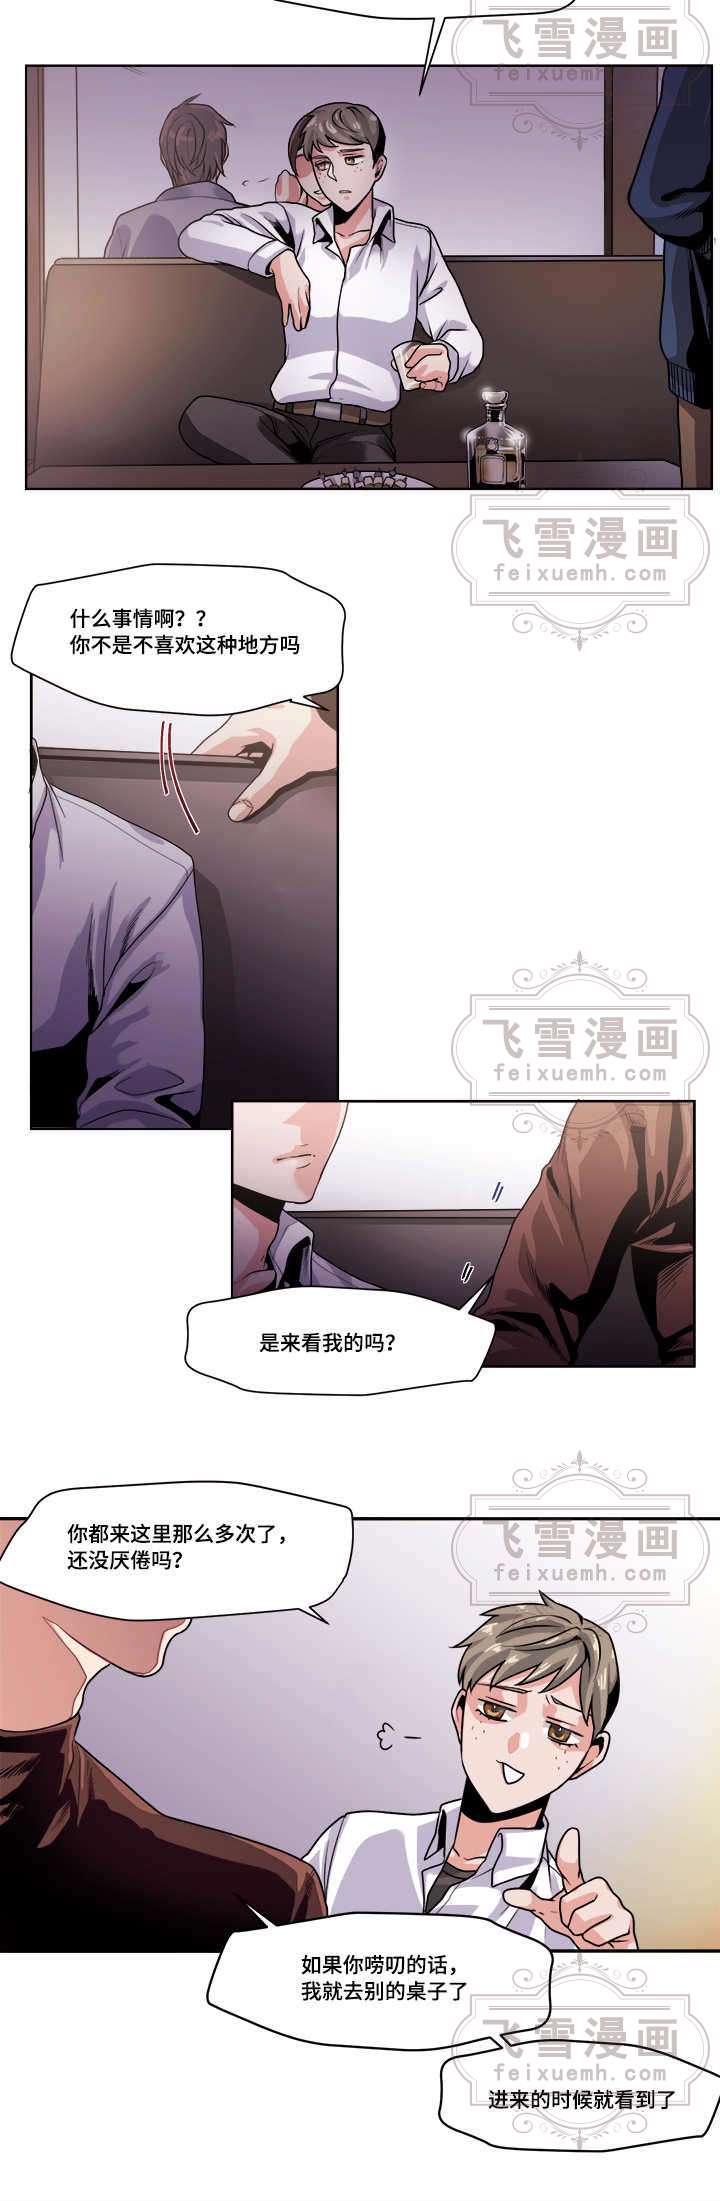 飞雪漫画
feixuemh.com
飞雪漫画
feixuemh.com
什么事情啊？？
你不是不喜欢这种地方吗
飞雪漫画
feixuemh.com
是来看我的吗？
飞雪漫画
feixuemh.com
你都来这里那么多次了，
还没厌倦吗？
如果你唠叨的话，
我就去别的桌子了
飞雪漫画
feixuemh.com
进来的时候就看到了